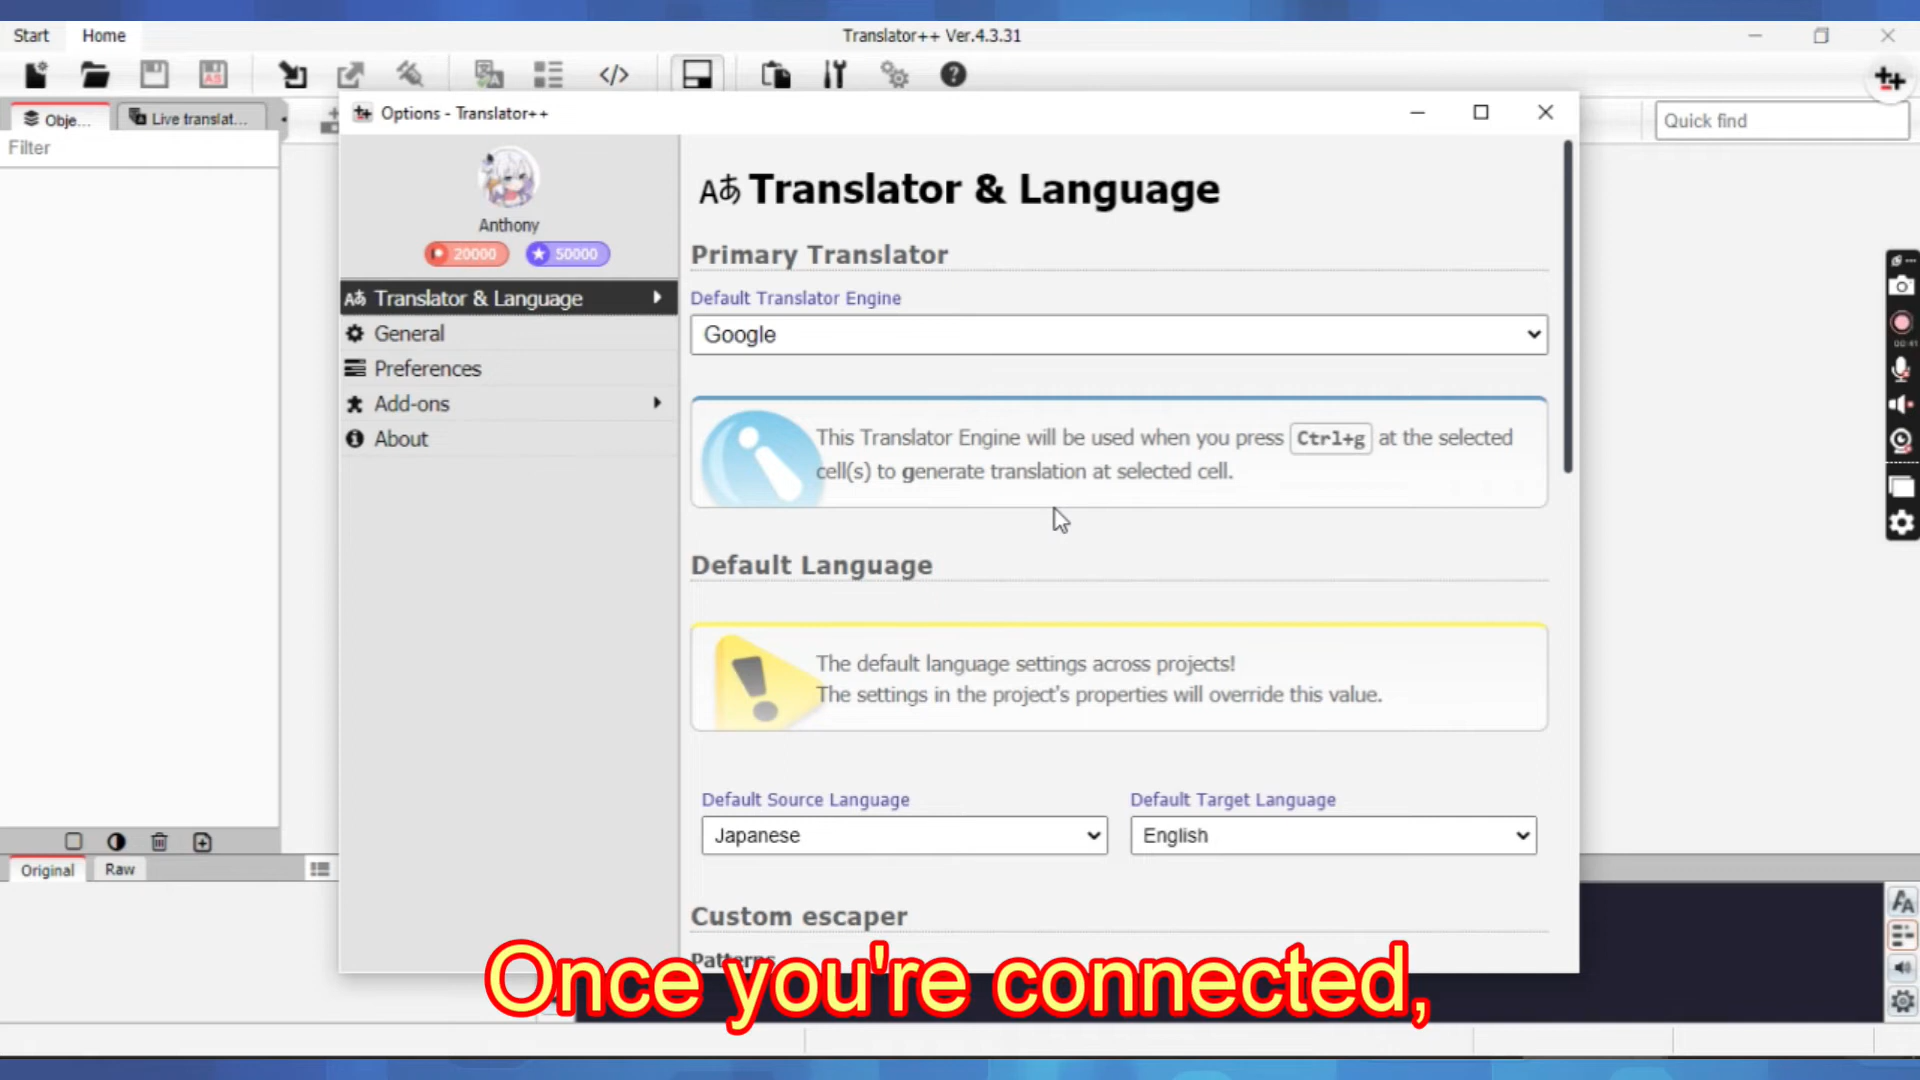 Start Home Translator++ Ver.4.3.31
AS
Obje... Live translat... Options - Translator++ Quick find
Filter
Anthony
20000 50000
Aあ Translator & Language
General
Preferences
Add-ons
About
Aあ Translator & Language
Primary Translator
Default Translator Engine
Google
This Translator Engine will be used when you press Ctrl+g at the selected
cell(s) to generate translation at selected cell.
Default Language
The default language settings across projects!
The settings in the project's properties will override this value.
Default Source Language Default Target Language
Japanese English
Custom escaper
Patterns
Original Raw
00:41
Once you're connected,